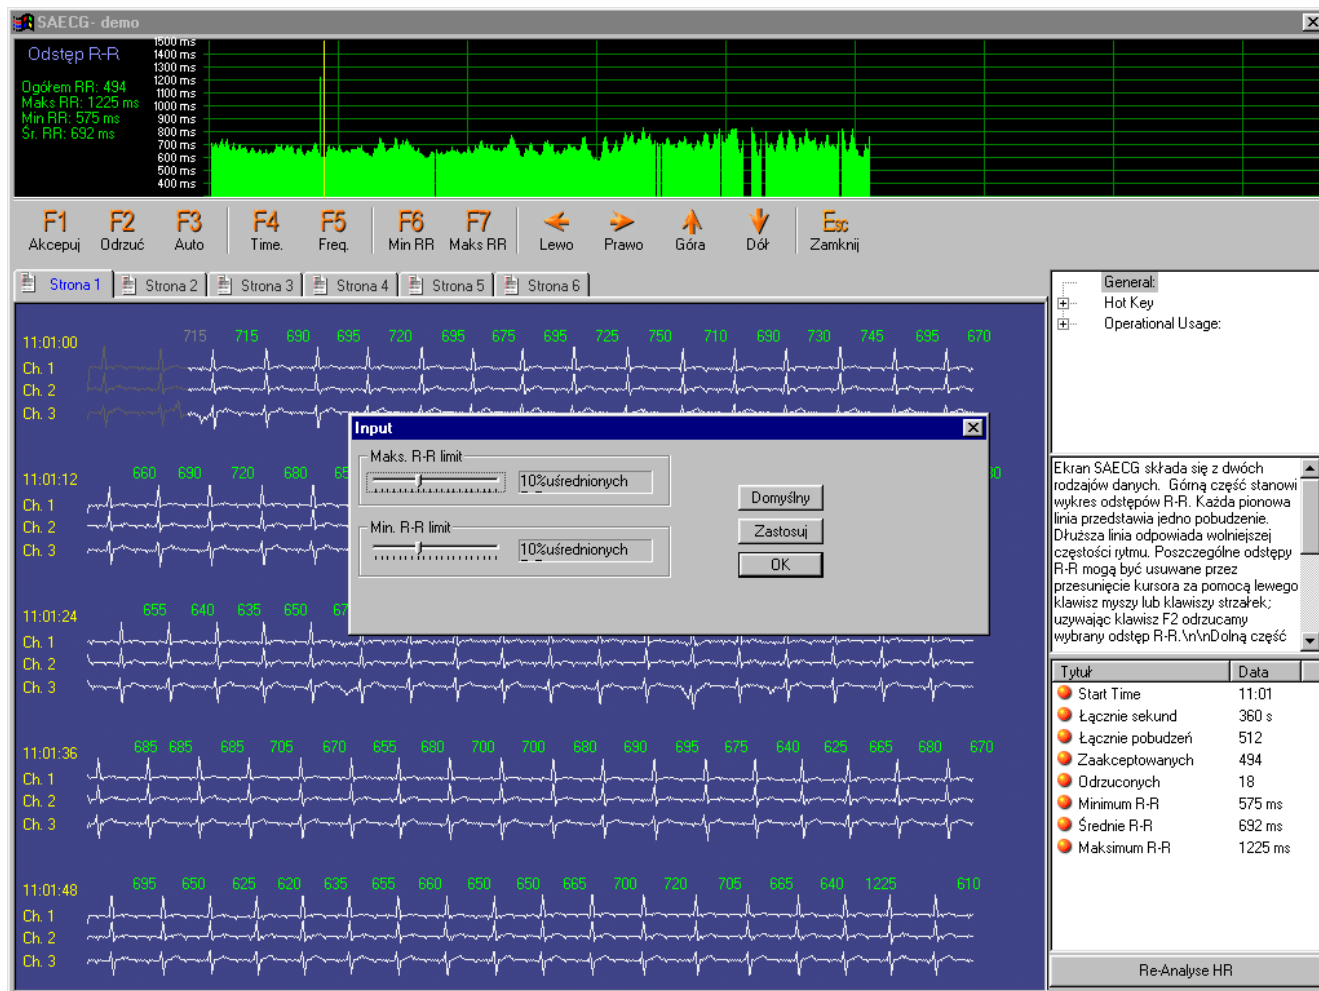 SAECG- demo
Odstęp R-R
Ogółem RR: 494
Maks RR: 1225 ms
Min RR: 575 ms
Śr. RR: 692 ms
1500 ms
1400 ms
1300 ms
1200 ms
1100 ms
1000 ms
900 ms
800 ms
700 ms
600 ms
500 ms
400 ms
F1 F2 F3 F4 F5 F6 F7 Esc
Akcepuj Odrzuć Auto Time. Freq. Min RR Maks RR Lewo Prawo Góra Dół Zamknij
Strona 1 Strona 2 Strona 3 Strona 4 Strona 5 Strona 6
11:01:00 715 715 690 695 720 695 675 695 725 750 710 690 730 745 695 670
Ch. 1
Ch. 2
Ch. 3
11:01:12 660 690 720 680
Ch. 1
Ch. 2
Ch. 3
11:01:24 655 640 635 650
Ch. 1
Ch. 2
Ch. 3
11:01:36 685 685 685 705 670 655 680 700 700 680 690 695 675 640 625 665 680 670
Ch. 1
Ch. 2
Ch. 3
11:01:48 695 650 625 620 635 655 660 650 650 665 700 720 705 665 640 1225 610
Ch. 1
Ch. 2
Ch. 3
Input
Maks. R-R limit
10%uśrednionych
Min. R-R limit
10%uśrednionych
Domyślny
Zastosuj
OK
General:
Hot Key
Operational Usage:
Ekran SAECG składa się z dwóch
rodzajów danych. Górną część stanowi
wykres odstępów R-R. Każda pionowa
linia przedstawia jedno pobudzenie.
Dłuższa linia odpowiada wolniejszej
częstości rytmu. Poszczególne odstępy
R-R mogą być usuwane przez
przesunięcie kursora za pomocą lewego
klawisz myszy lub klawiszy strzałek;
uzywając klawisz F2 odrzucamy
wybrany odstęp R-R.\n\nDolną część
Tytuł Data
Start Time 11:01
Łącznie sekund 360 s
Łącznie pobudzeń 512
Zaakceptowanych 494
Odrzuconych 18
Minimum R-R 575 ms
Średnie R-R 692 ms
Maksimum R-R 1225 ms
Re-Analyse HR